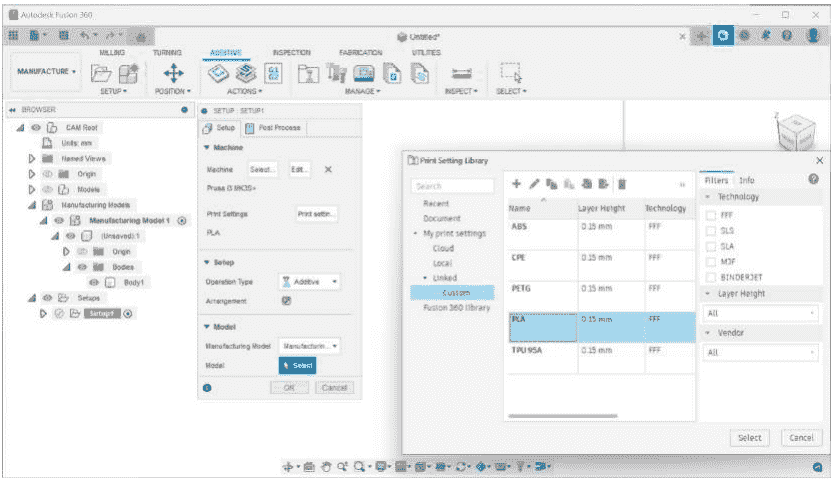 Autodesk Fusion 360
Untitled*
MILLING TURNING ADDITIVE INSPECTION FABRICATION UTILITIES
MANUFACTURE
G1
G2
SETUP POSITION ACTIONS MANAGE INSPECT SELECT
BROWSER
CAM Root
Units: mm
Named Views
Origin
Models
Manufacturing Models
Manufacturing Model 1
(Unsaved):1
Origin
Bodies
Body1
Setups
Setup1
SETUP : SETUP1
Setup Post Process
Machine
Machine Select... Edit...
Prusa i3 MK3S+
Print Settings Print settin...
PLA
Setup
Operation Type Additive
Arrangement
Model
Manufacturing Model Manufacturin...
Model Select
OK Cancel
Z
Print Setting Library
Search
Recent
Document
My print settings
Cloud
Local
Linked
Custom
Fusion 360 library
Name Layer Height Technology
ABS 0.15 mm FFF
CPE 0.15 mm FFF
PETG 0.15 mm FFF
PLA 0.15 mm FFF
TPU 95A 0.15 mm FFF
Filters Info
Technology
FFF
SLS
SLA
MJF
BINDERJET
Layer Height
All
Vendor
All
Select Cancel